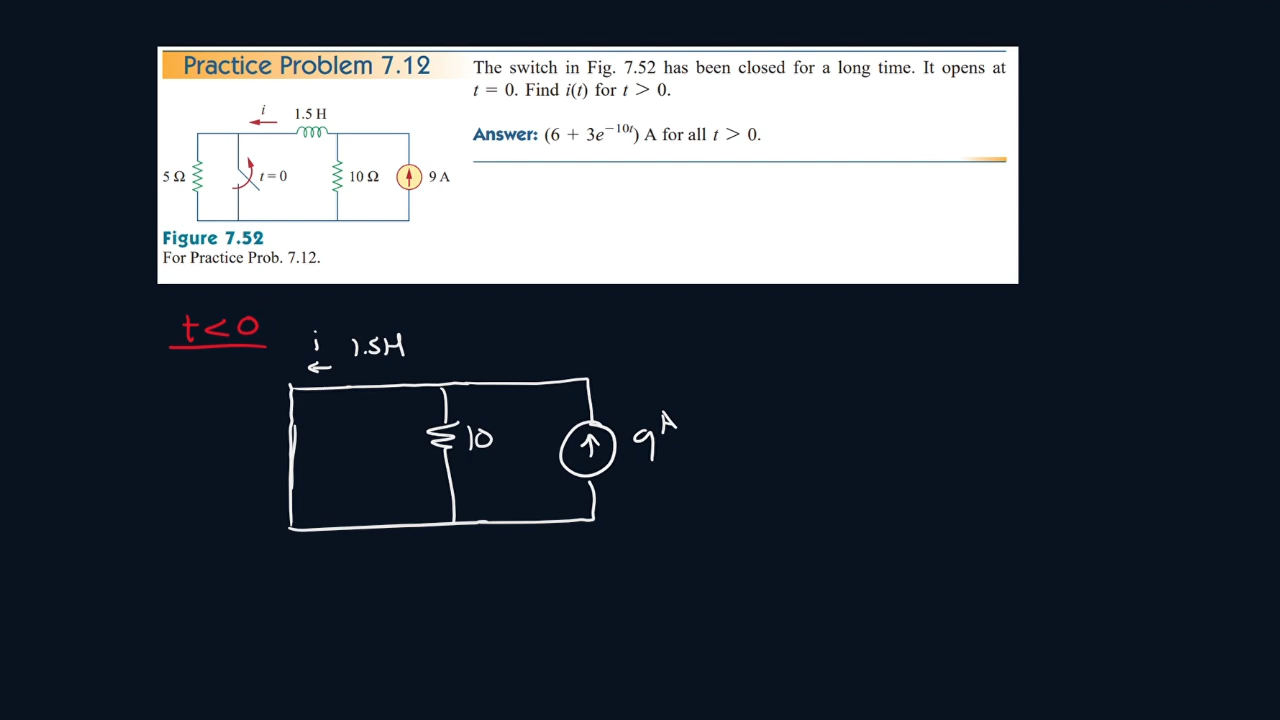 Practice Problem 7.12
The switch in Fig. 7.52 has been closed for a long time. It opens at
t = 0. Find i(t) for t > 0.
Answer: (6 + 3e⁻¹⁰ᵗ) A for all t > 0.
i
1.5 H
5 Ω
t = 0
10 Ω
9 A
Figure 7.52
For Practice Prob. 7.12.
t < 0
i 1.5H
10
9 A